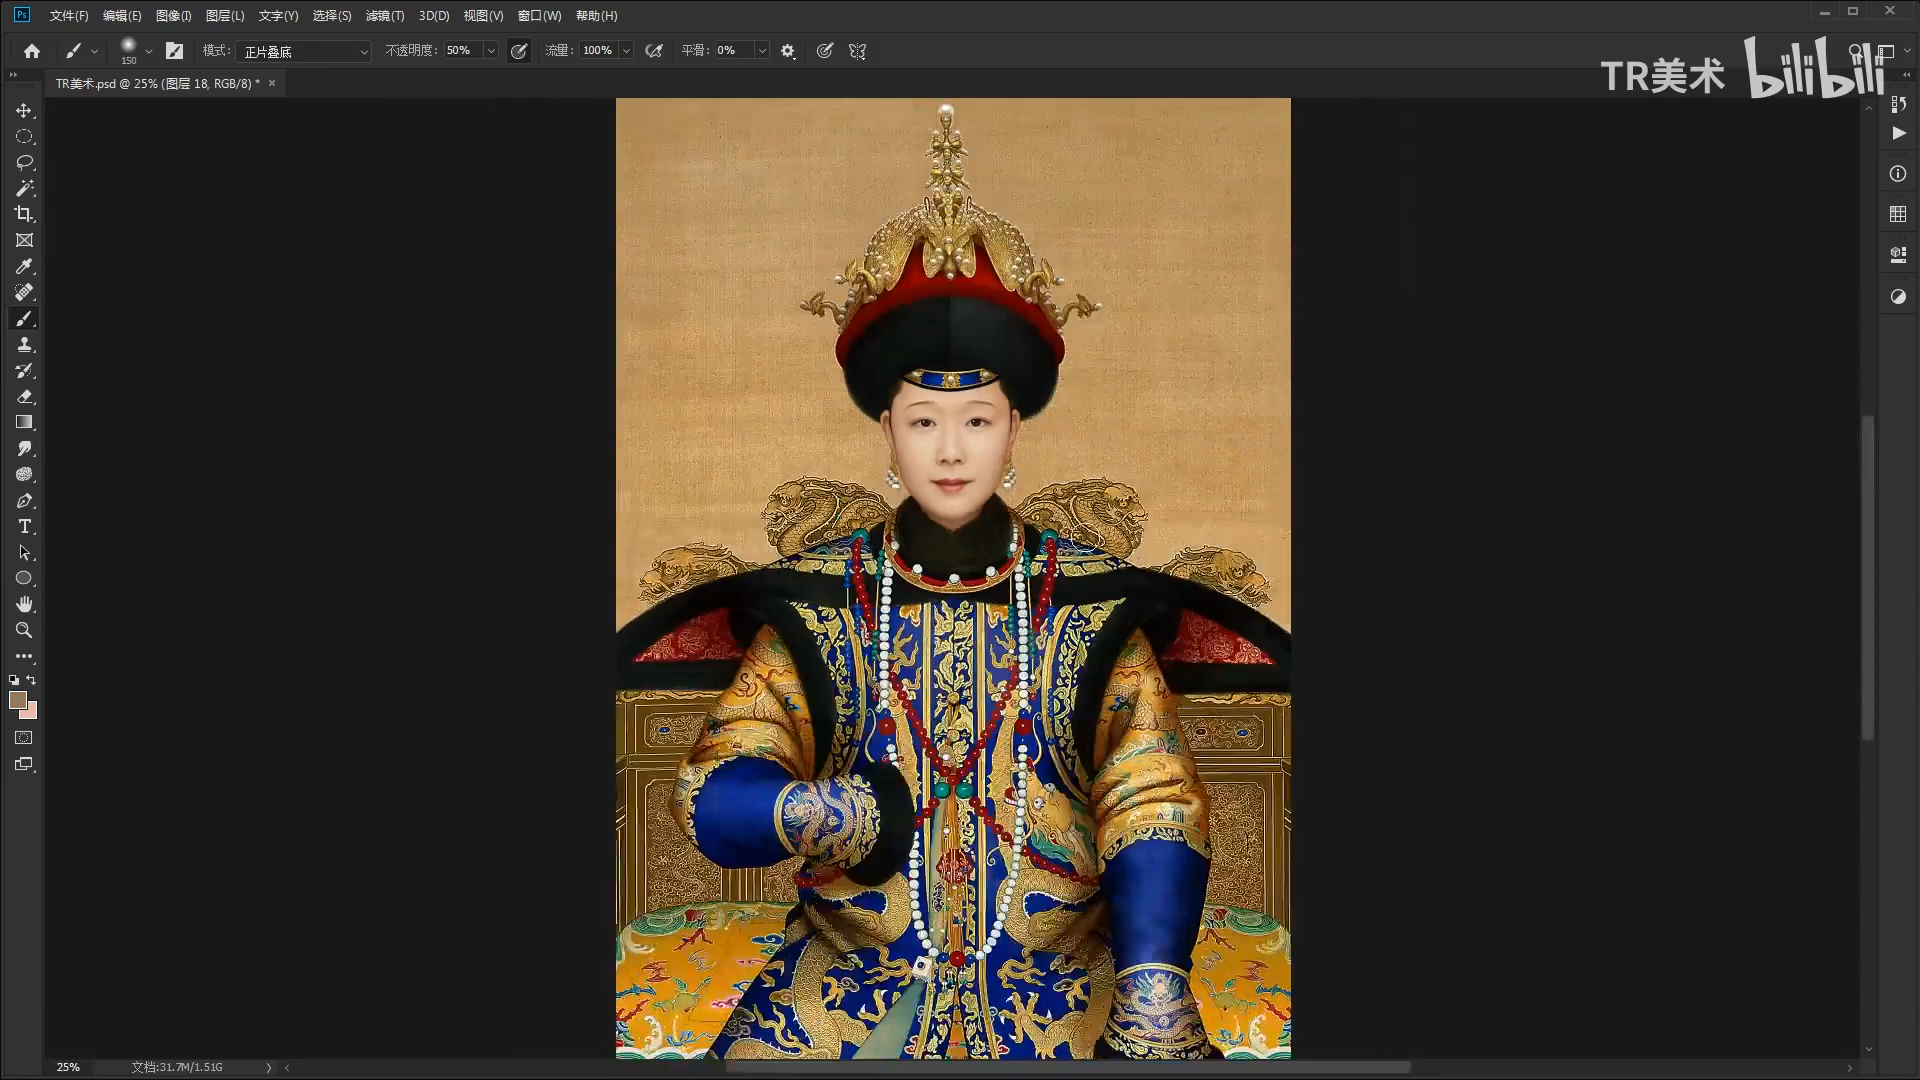 Ps 文件(F) 编辑(E) 图像(I) 图层(L) 文字(Y) 选择(S) 滤镜(T) 3D(D) 视图(V) 窗口(W) 帮助(H)
150 模式: 正片叠底 不透明度: 50% 流量: 100% 平滑: 0%
TR美术 bilibili
TR美术.psd @ 25% (图层 18, RGB/8) *
25% 文档:31.7M/1.51G